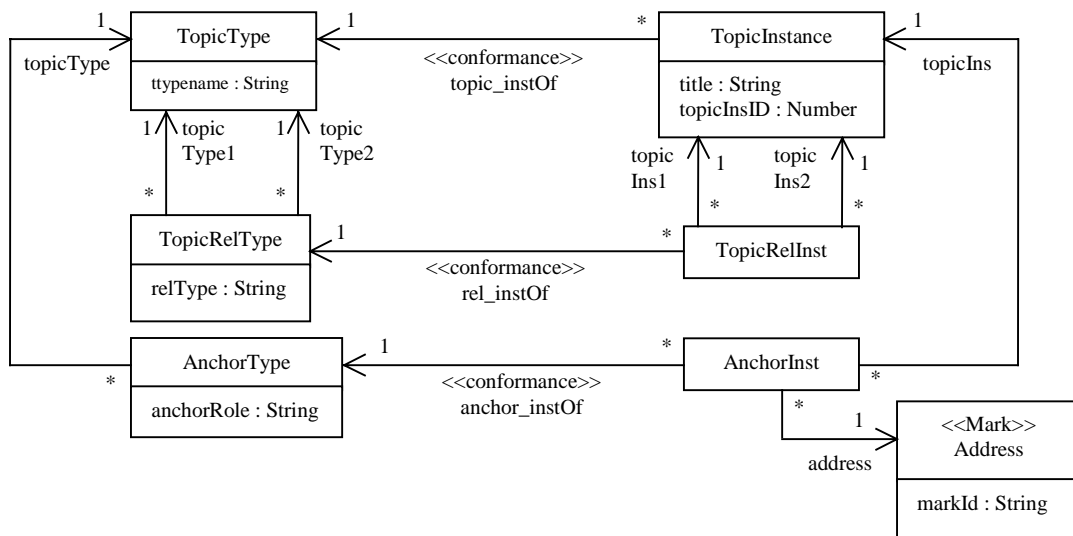 1
TopicType
1
*
TopicInstance
1
topicType
<<conformance>>
topic_instOf
topicIns
ttypename : String
title : String
topicInsID : Number
1
topic
Type1
1
topic
Type2
topic
Ins1
1
topic
Ins2
1
*
*
*
*
TopicRelType
1
*
TopicRelInst
relType : String
<<conformance>>
rel_instOf
*
AnchorType
1
*
AnchorInst
*
anchorRole : String
<<conformance>>
anchor_instOf
*
1
address
<<Mark>>
Address
markId : String